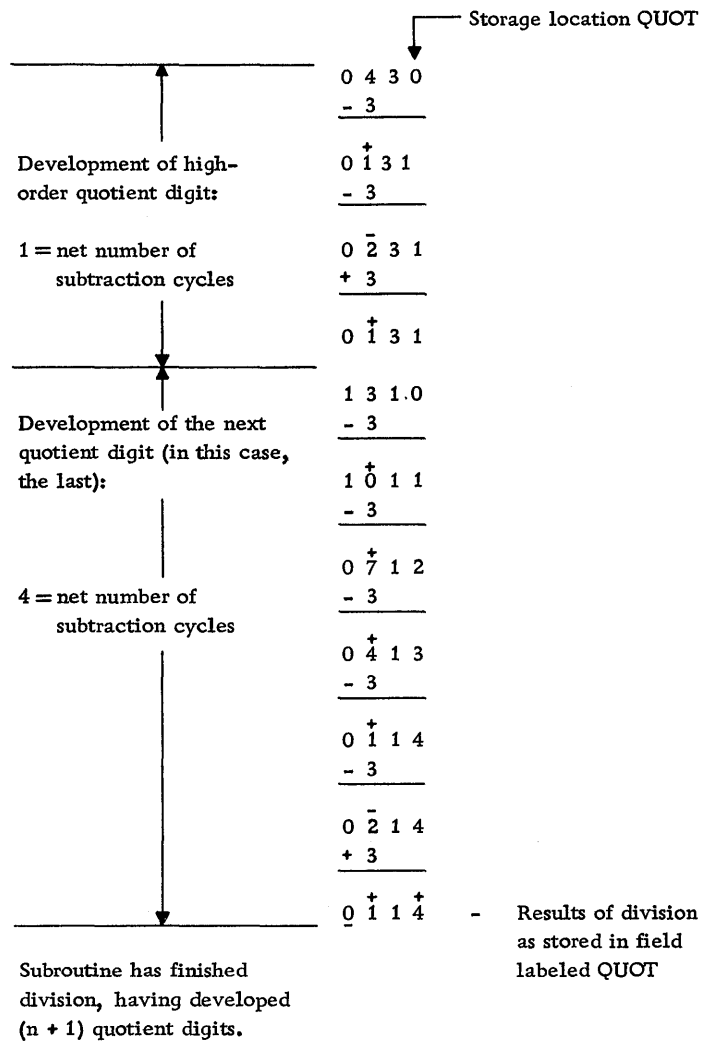 Storage location QUOT
0 4 3 0
- 3
+
0 1 3 1
- 3
Development of high-
order quotient digit:
-
0 2 3 1
+ 3
1 = net number of
subtraction cycles
+
0 1 3 1
1 3 1.0
- 3
Development of the next
quotient digit (in this case,
the last):
+
1 0 1 1
- 3
+
0 7 1 2
- 3
4 = net number of
subtraction cycles
+
0 4 1 3
- 3
+
0 1 1 4
- 3
-
0 2 1 4
+ 3
+ +
0 1 1 4 - Results of division
as stored in field
labeled QUOT
Subroutine has finished
division, having developed
(n + 1) quotient digits.